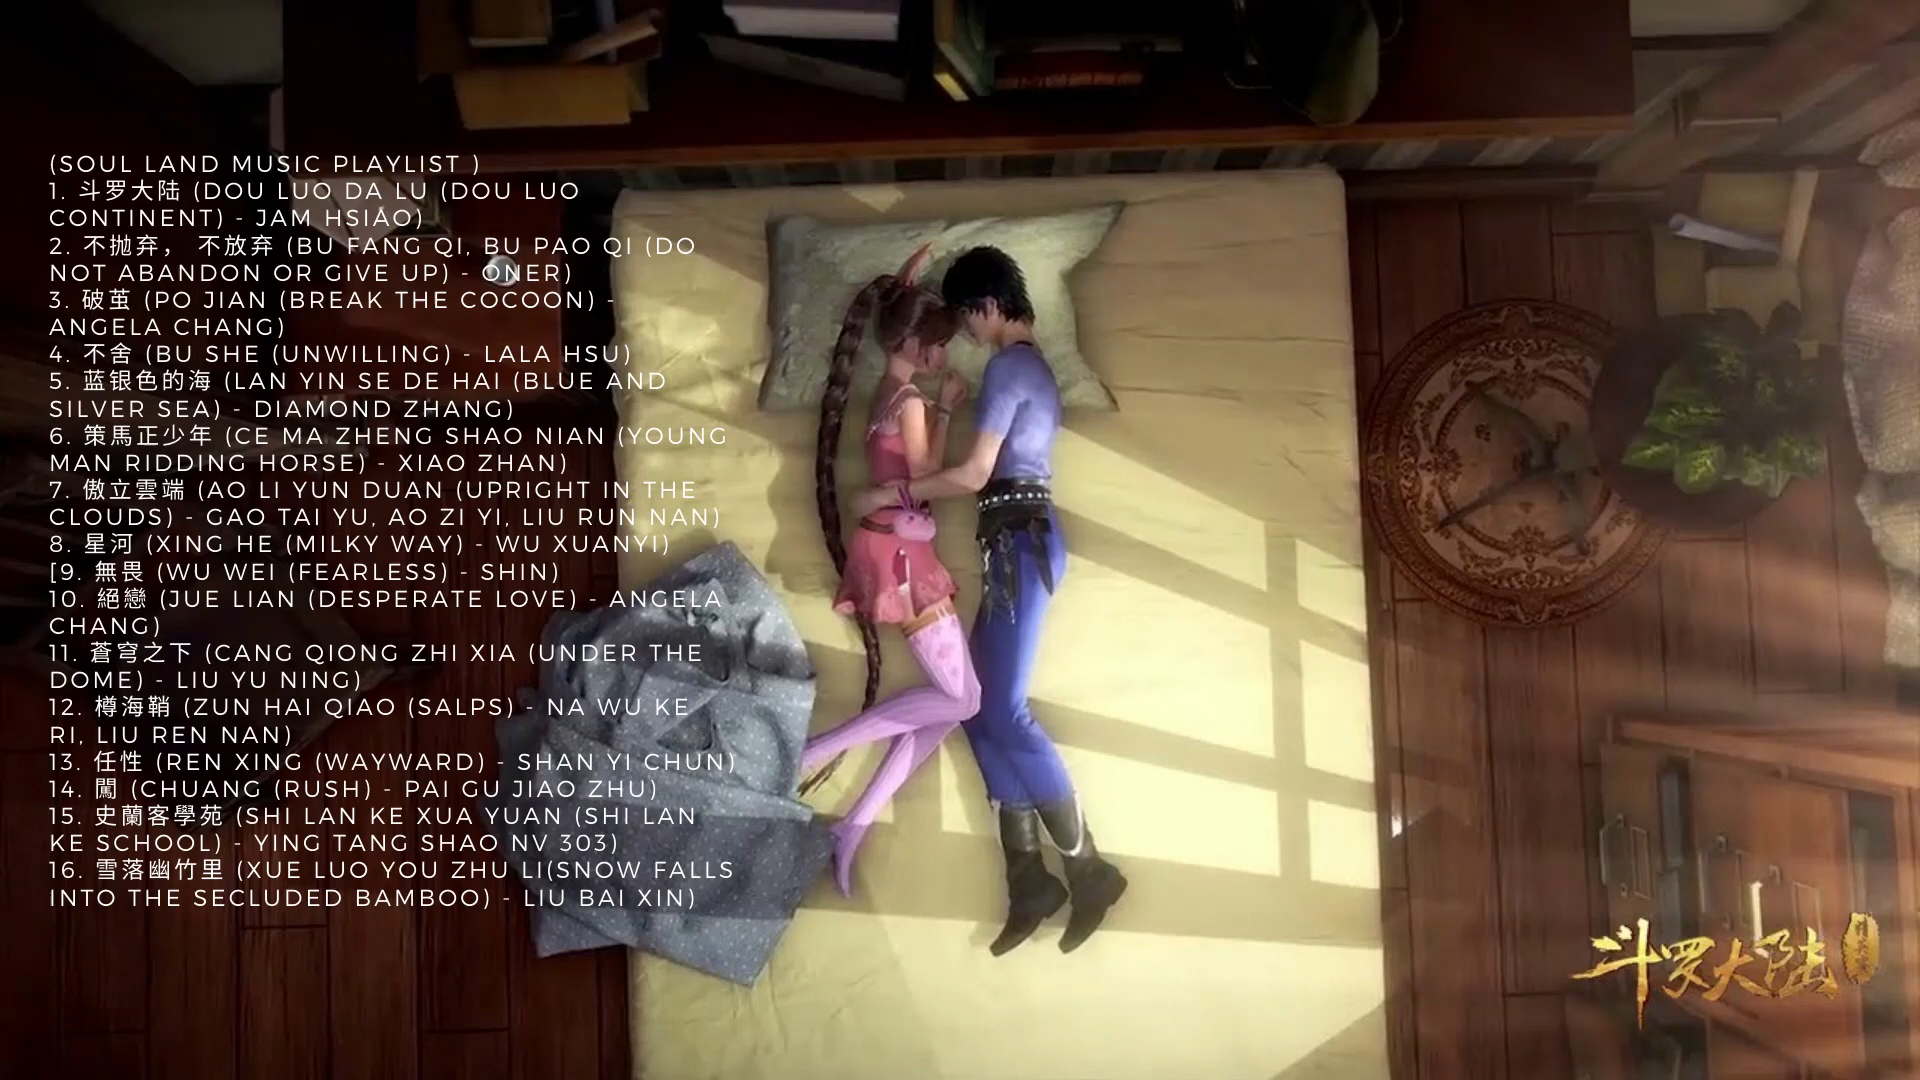 (SOUL LAND MUSIC PLAYLIST )
1. 斗罗大陆 (DOU LUO DA LU (DOU LUO
CONTINENT) - JAM HSIAO)
2. 不抛弃， 不放弃 (BU FANG QI, BU PAO QI (DO
NOT ABANDON OR GIVE UP) - ONER)
3. 破茧 (PO JIAN (BREAK THE COCOON) -
ANGELA CHANG)
4. 不舍 (BU SHE (UNWILLING) - LALA HSU)
5. 蓝银色的海 (LAN YIN SE DE HAI (BLUE AND
SILVER SEA) - DIAMOND ZHANG)
6. 策馬正少年 (CE MA ZHENG SHAO NIAN (YOUNG
MAN RIDDING HORSE) - XIAO ZHAN)
7. 傲立雲端 (AO LI YUN DUAN (UPRIGHT IN THE
CLOUDS) - GAO TAI YU, AO ZI YI, LIU RUN NAN)
8. 星河 (XING HE (MILKY WAY) - WU XUANYI)
[9. 無畏 (WU WEI (FEARLESS) - SHIN)
10. 絕戀 (JUE LIAN (DESPERATE LOVE) - ANGELA
CHANG)
11. 蒼穹之下 (CANG QIONG ZHI XIA (UNDER THE
DOME) - LIU YU NING)
12. 樽海鞘 (ZUN HAI QIAO (SALPS) - NA WU KE
RI, LIU REN NAN)
13. 任性 (REN XING (WAYWARD) - SHAN YI CHUN)
14. 闖 (CHUANG (RUSH) - PAI GU JIAO ZHU)
15. 史蘭客學苑 (SHI LAN KE XUA YUAN (SHI LAN
KE SCHOOL) - YING TANG SHAO NV 303)
16. 雪落幽竹里 (XUE LUO YOU ZHU LI(SNOW FALLS
INTO THE SECLUDED BAMBOO) - LIU BAI XIN)
斗罗大陆